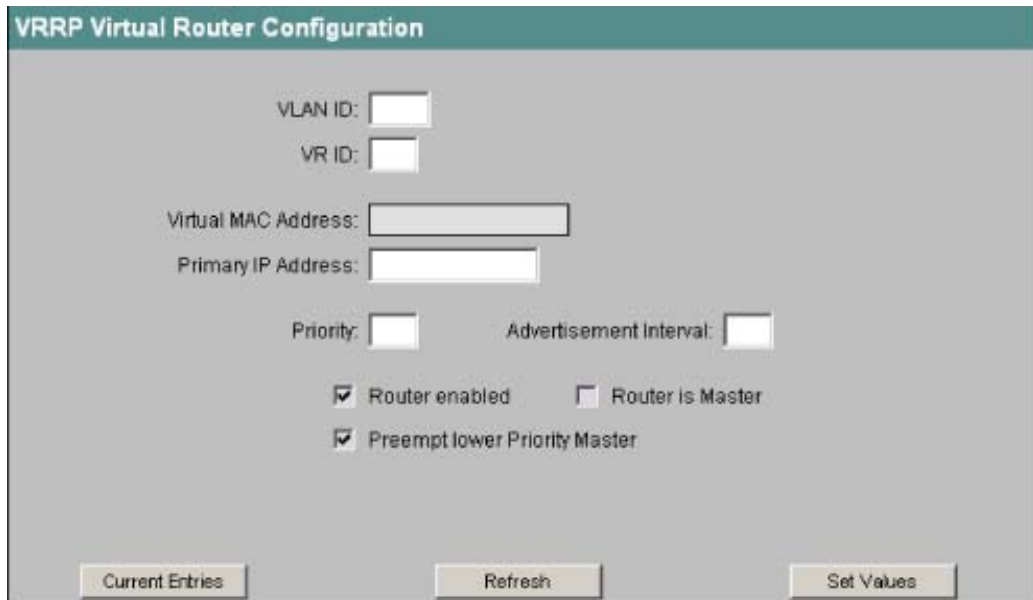 VRRP Virtual Router Configuration
VLAN ID:
VR ID:
Virtual MAC Address:
Primary IP Address:
Priority: Advertisement Interval:
Router enabled Router is Master
Preempt lower Priority Master
Current Entries Refresh Set Values